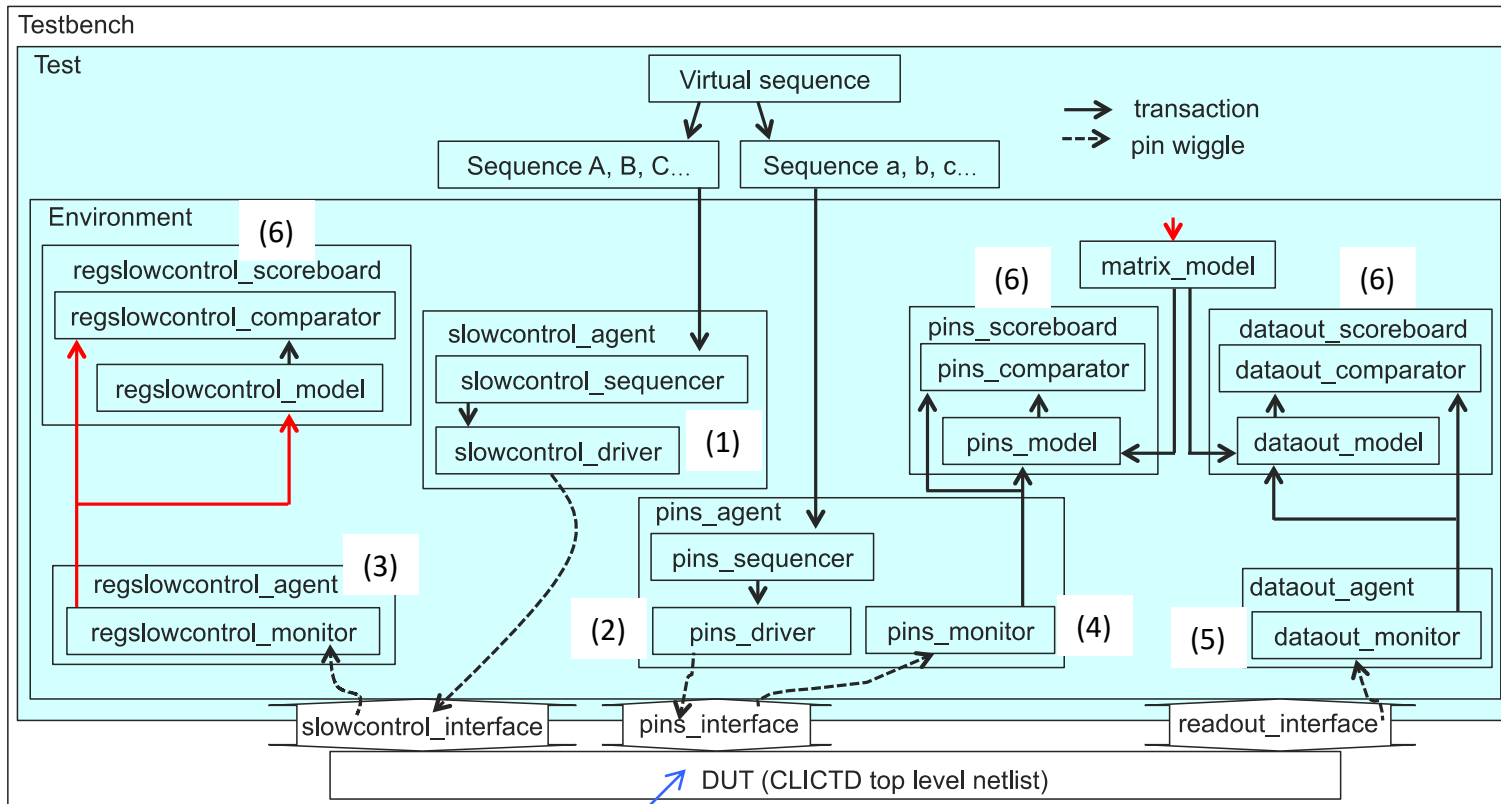 Testbench
Test
Virtual sequence
transaction
pin wiggle
Sequence A, B, C...
Sequence a, b, c...
Environment
(6)
regslowcontrol_scoreboard
regslowcontrol_comparator
regslowcontrol_model
slowcontrol_agent
slowcontrol_sequencer
slowcontrol_driver
(1)
matrix_model
(6)
pins_scoreboard
pins_comparator
pins_model
(6)
dataout_scoreboard
dataout_comparator
dataout_model
(3)
regslowcontrol_agent
regslowcontrol_monitor
pins_agent
pins_sequencer
(2)
pins_driver
pins_monitor
(4)
dataout_agent
(5)
dataout_monitor
slowcontrol_interface
pins_interface
readout_interface
DUT (CLICTD top level netlist)